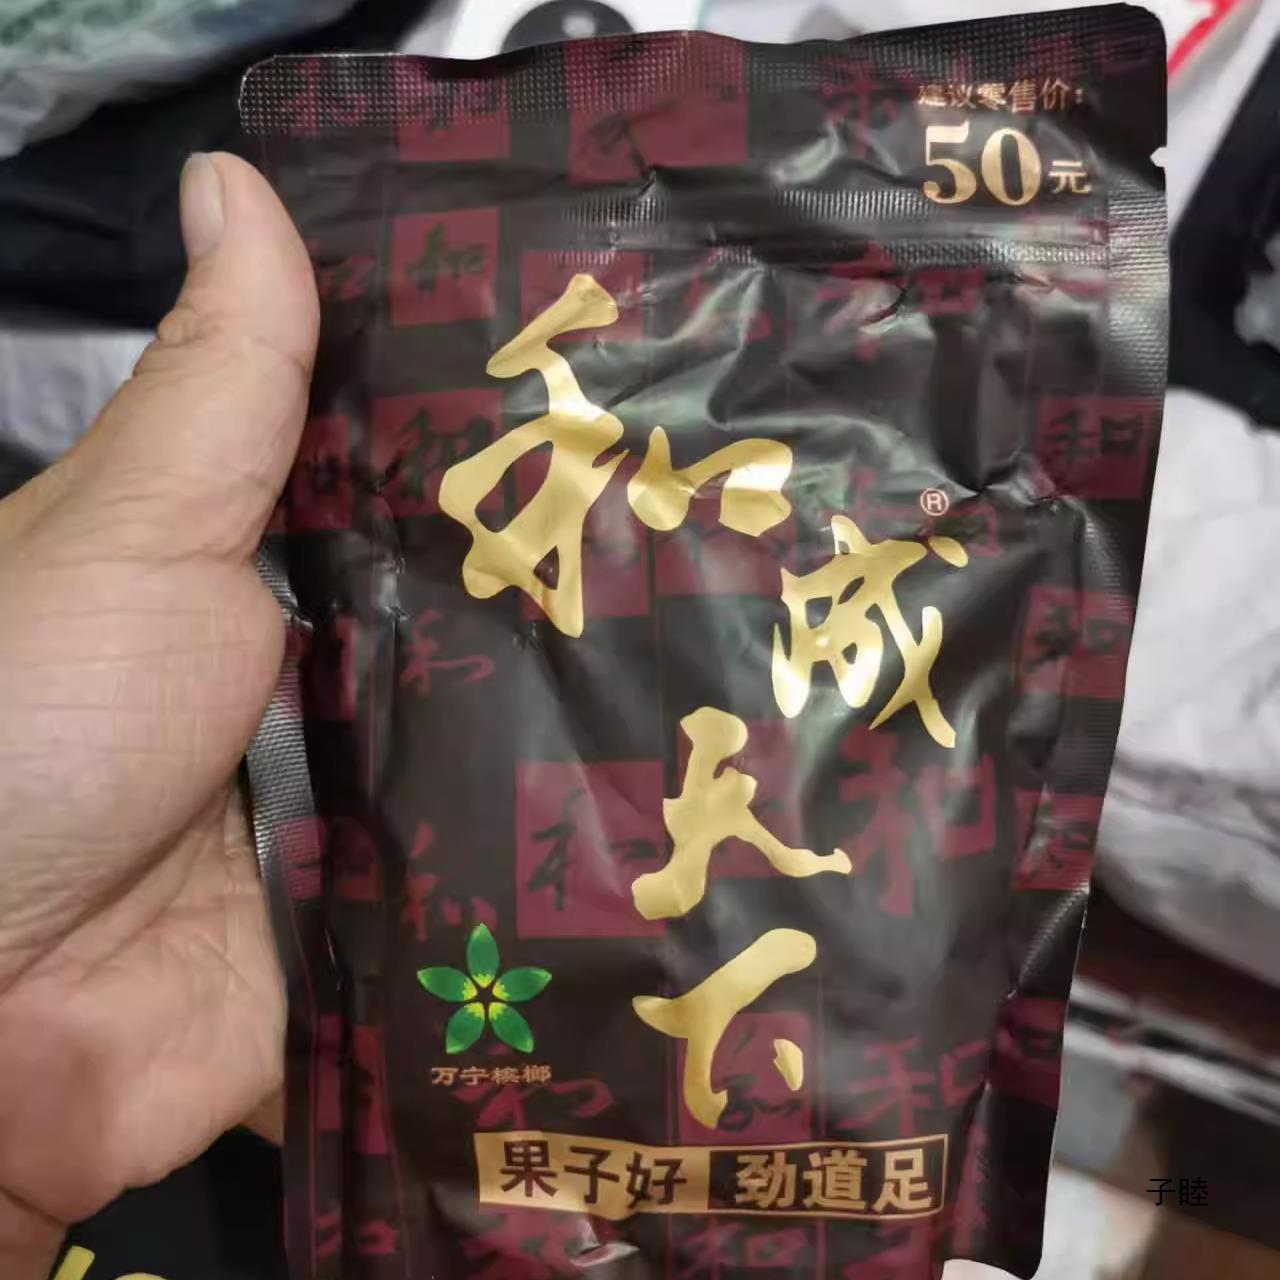 建议零售价：
50元
和成天下®
万宁槟榔
果子好 劲道足
子睦